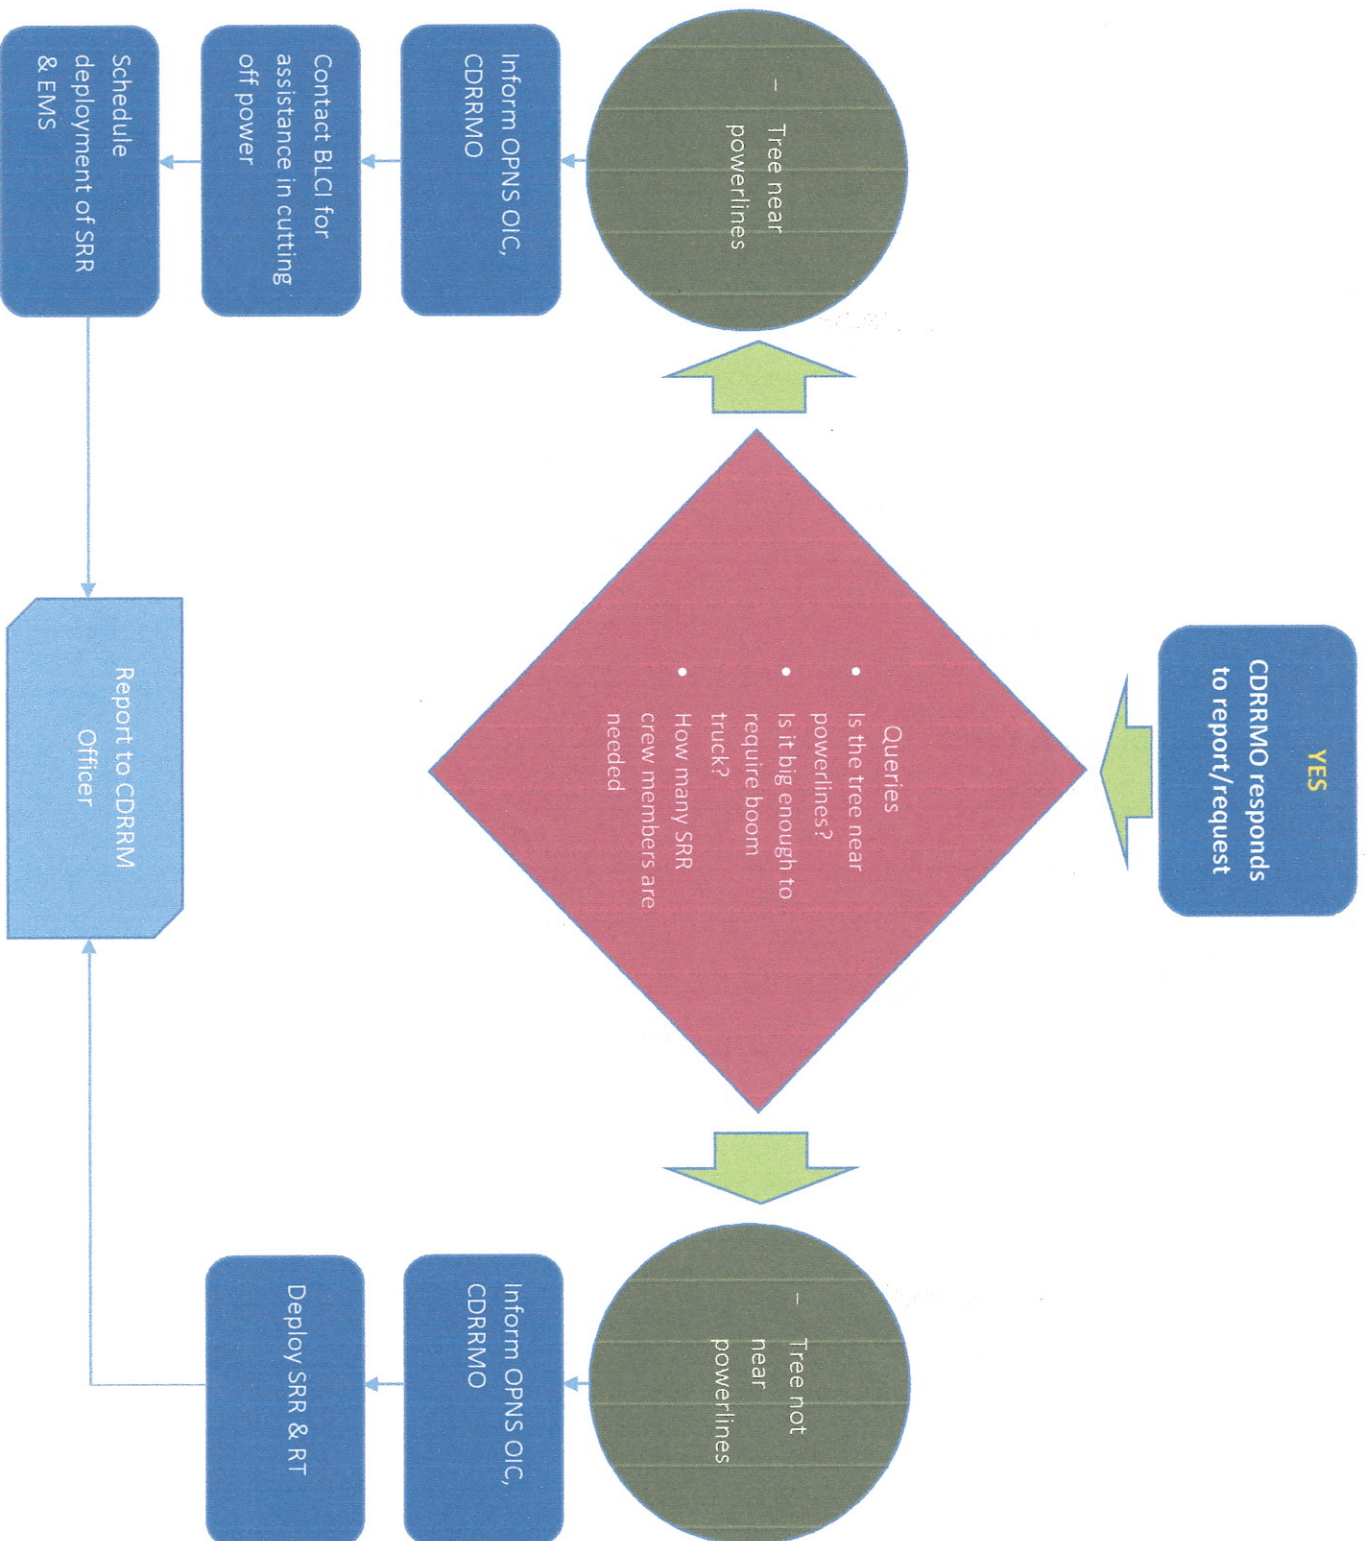 YES
CDRRMO responds
to report/request
Queries
• Is the tree near
powerlines?
• Is it big enough to
require boom
truck?
• How many SRR
crew members are
needed
– Tree near
powerlines
Inform OPNS OIC,
CDRRMO
Contact BLCI for
assistance in cutting
off power
Schedule
deployment of SRR
& EMS
– Tree not
near
powerlines
Inform OPNS OIC,
CDRRMO
Deploy SRR & RT
Report to CDRRM
Officer